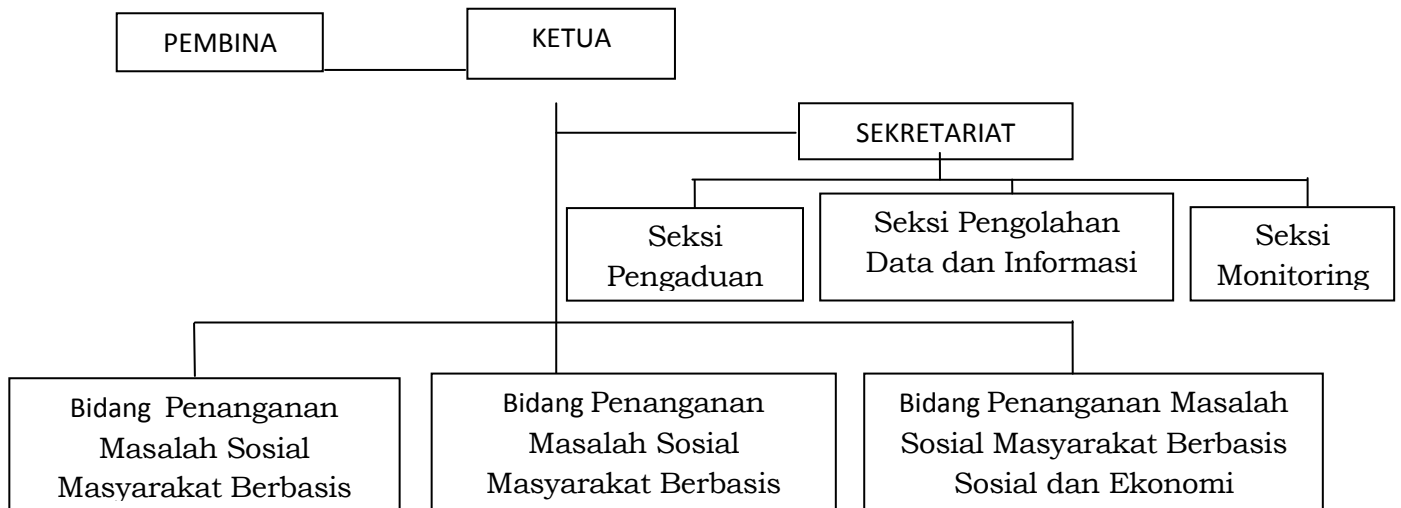 PEMBINA
KETUA
SEKRETARIAT
Seksi
Pengaduan
Seksi Pengolahan
Data dan Informasi
Seksi
Monitoring
Bidang Penanganan
Masalah Sosial
Masyarakat Berbasis
Bidang Penanganan
Masalah Sosial
Masyarakat Berbasis
Bidang Penanganan Masalah
Sosial Masyarakat Berbasis
Sosial dan Ekonomi